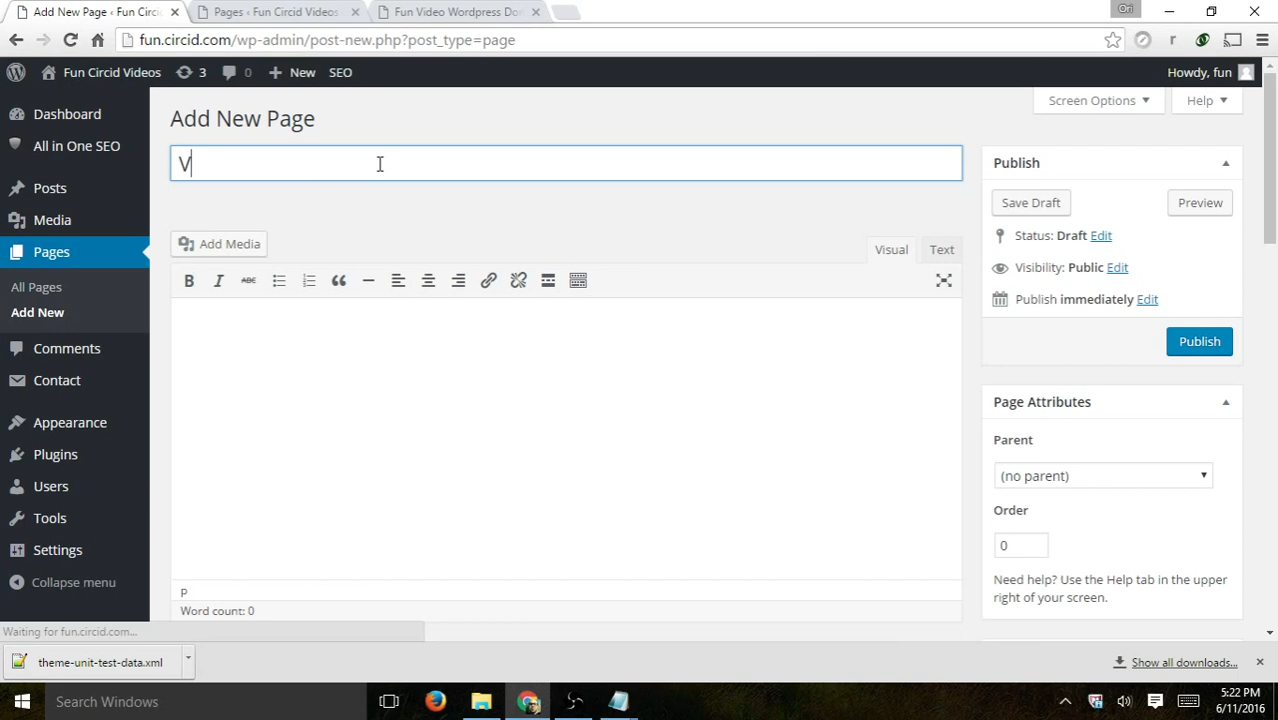 Add New Page ‹ Fun Circi
Pages ‹ Fun Circid Videos
Fun Video Wordpress Do
Ori
fun.circid.com/wp-admin/post-new.php?post_type=page
r
Fun Circid Videos
3
0
New
SEO
Howdy, fun
Screen Options
Help
Dashboard
All in One SEO
Posts
Media
Pages
All Pages
Add New
Comments
Contact
Appearance
Plugins
Users
Tools
Settings
Collapse menu
Add New Page
V
Add Media
Visual
Text
B I ABC
p
Word count: 0
Publish
Save Draft
Preview
Status: Draft Edit
Visibility: Public Edit
Publish immediately Edit
Publish
Page Attributes
Parent
(no parent)
Order
0
Need help? Use the Help tab in the upper
right of your screen.
Waiting for fun.circid.com...
theme-unit-test-data.xml
Show all downloads...
Search Windows
5:22 PM
6/11/2016